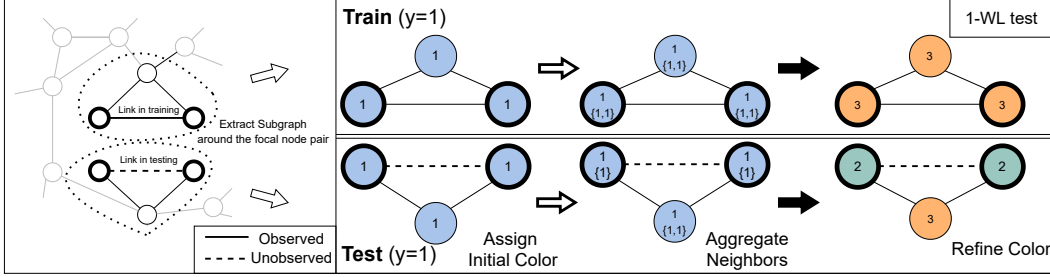 Link in training
Extract Subgraph
around the focal node pair
Link in testing
Observed
Unobserved
Train (y=1)
1-WL test
1
1
1
1
{1,1}
1
{1,1}
1
{1,1}
3
3
3
1
1
1
1
{1}
1
{1}
1
{1,1}
2
2
3
Test (y=1)
Assign
Initial Color
Aggregate
Neighbors
Refine Color